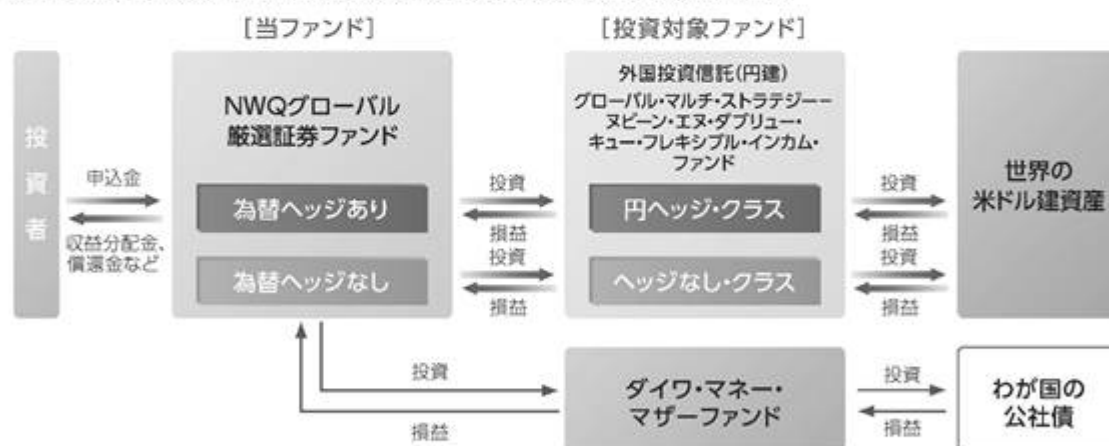 [当ファンド]
[投資対象ファンド]
投資者
申込金
収益分配金、
償還金など
NWQグローバル
厳選証券ファンド
為替ヘッジあり
為替ヘッジなし
投資
損益
投資
損益
外国投資信託(円建)
グローバル・マルチ・ストラテジー−
ヌビーン・エヌ・ダブリュー・
キュー・フレキシブル・インカム・
ファンド
円ヘッジ・クラス
ヘッジなし・クラス
投資
損益
投資
損益
世界の
米ドル建資産
投資
損益
ダイワ・マネー・
マザーファンド
投資
損益
わが国の
公社債